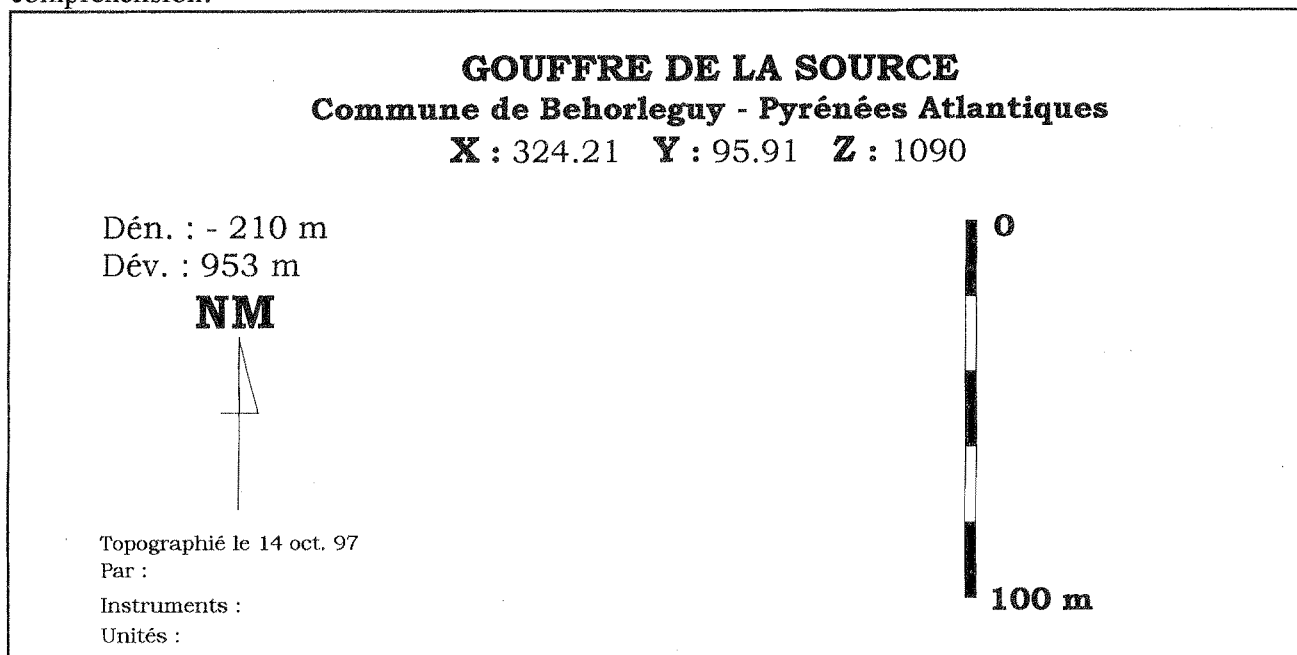 compréhension.
GOUFFRE DE LA SOURCE
Commune de Behorleguy - Pyrénées Atlantiques
X : 324.21 Y : 95.91 Z : 1090
Dén. : - 210 m
Dév. : 953 m
NM
0
Topographié le 14 oct. 97
Par :
Instruments :
Unités :
100 m